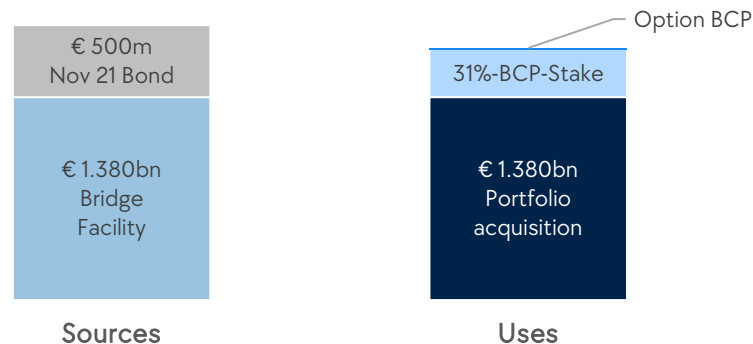 € 500m
Nov 21 Bond
€ 1.380bn
Bridge
Facility
Sources
Option BCP
31%-BCP-Stake
€ 1.380bn
Portfolio
acquisition
Uses